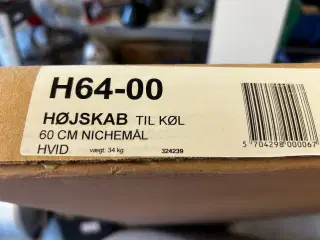 H64-00
HØJSKAB TIL KØL
60 CM NICHEMÅL
HVID vægt: 34 kg 324239
5 704298 000067